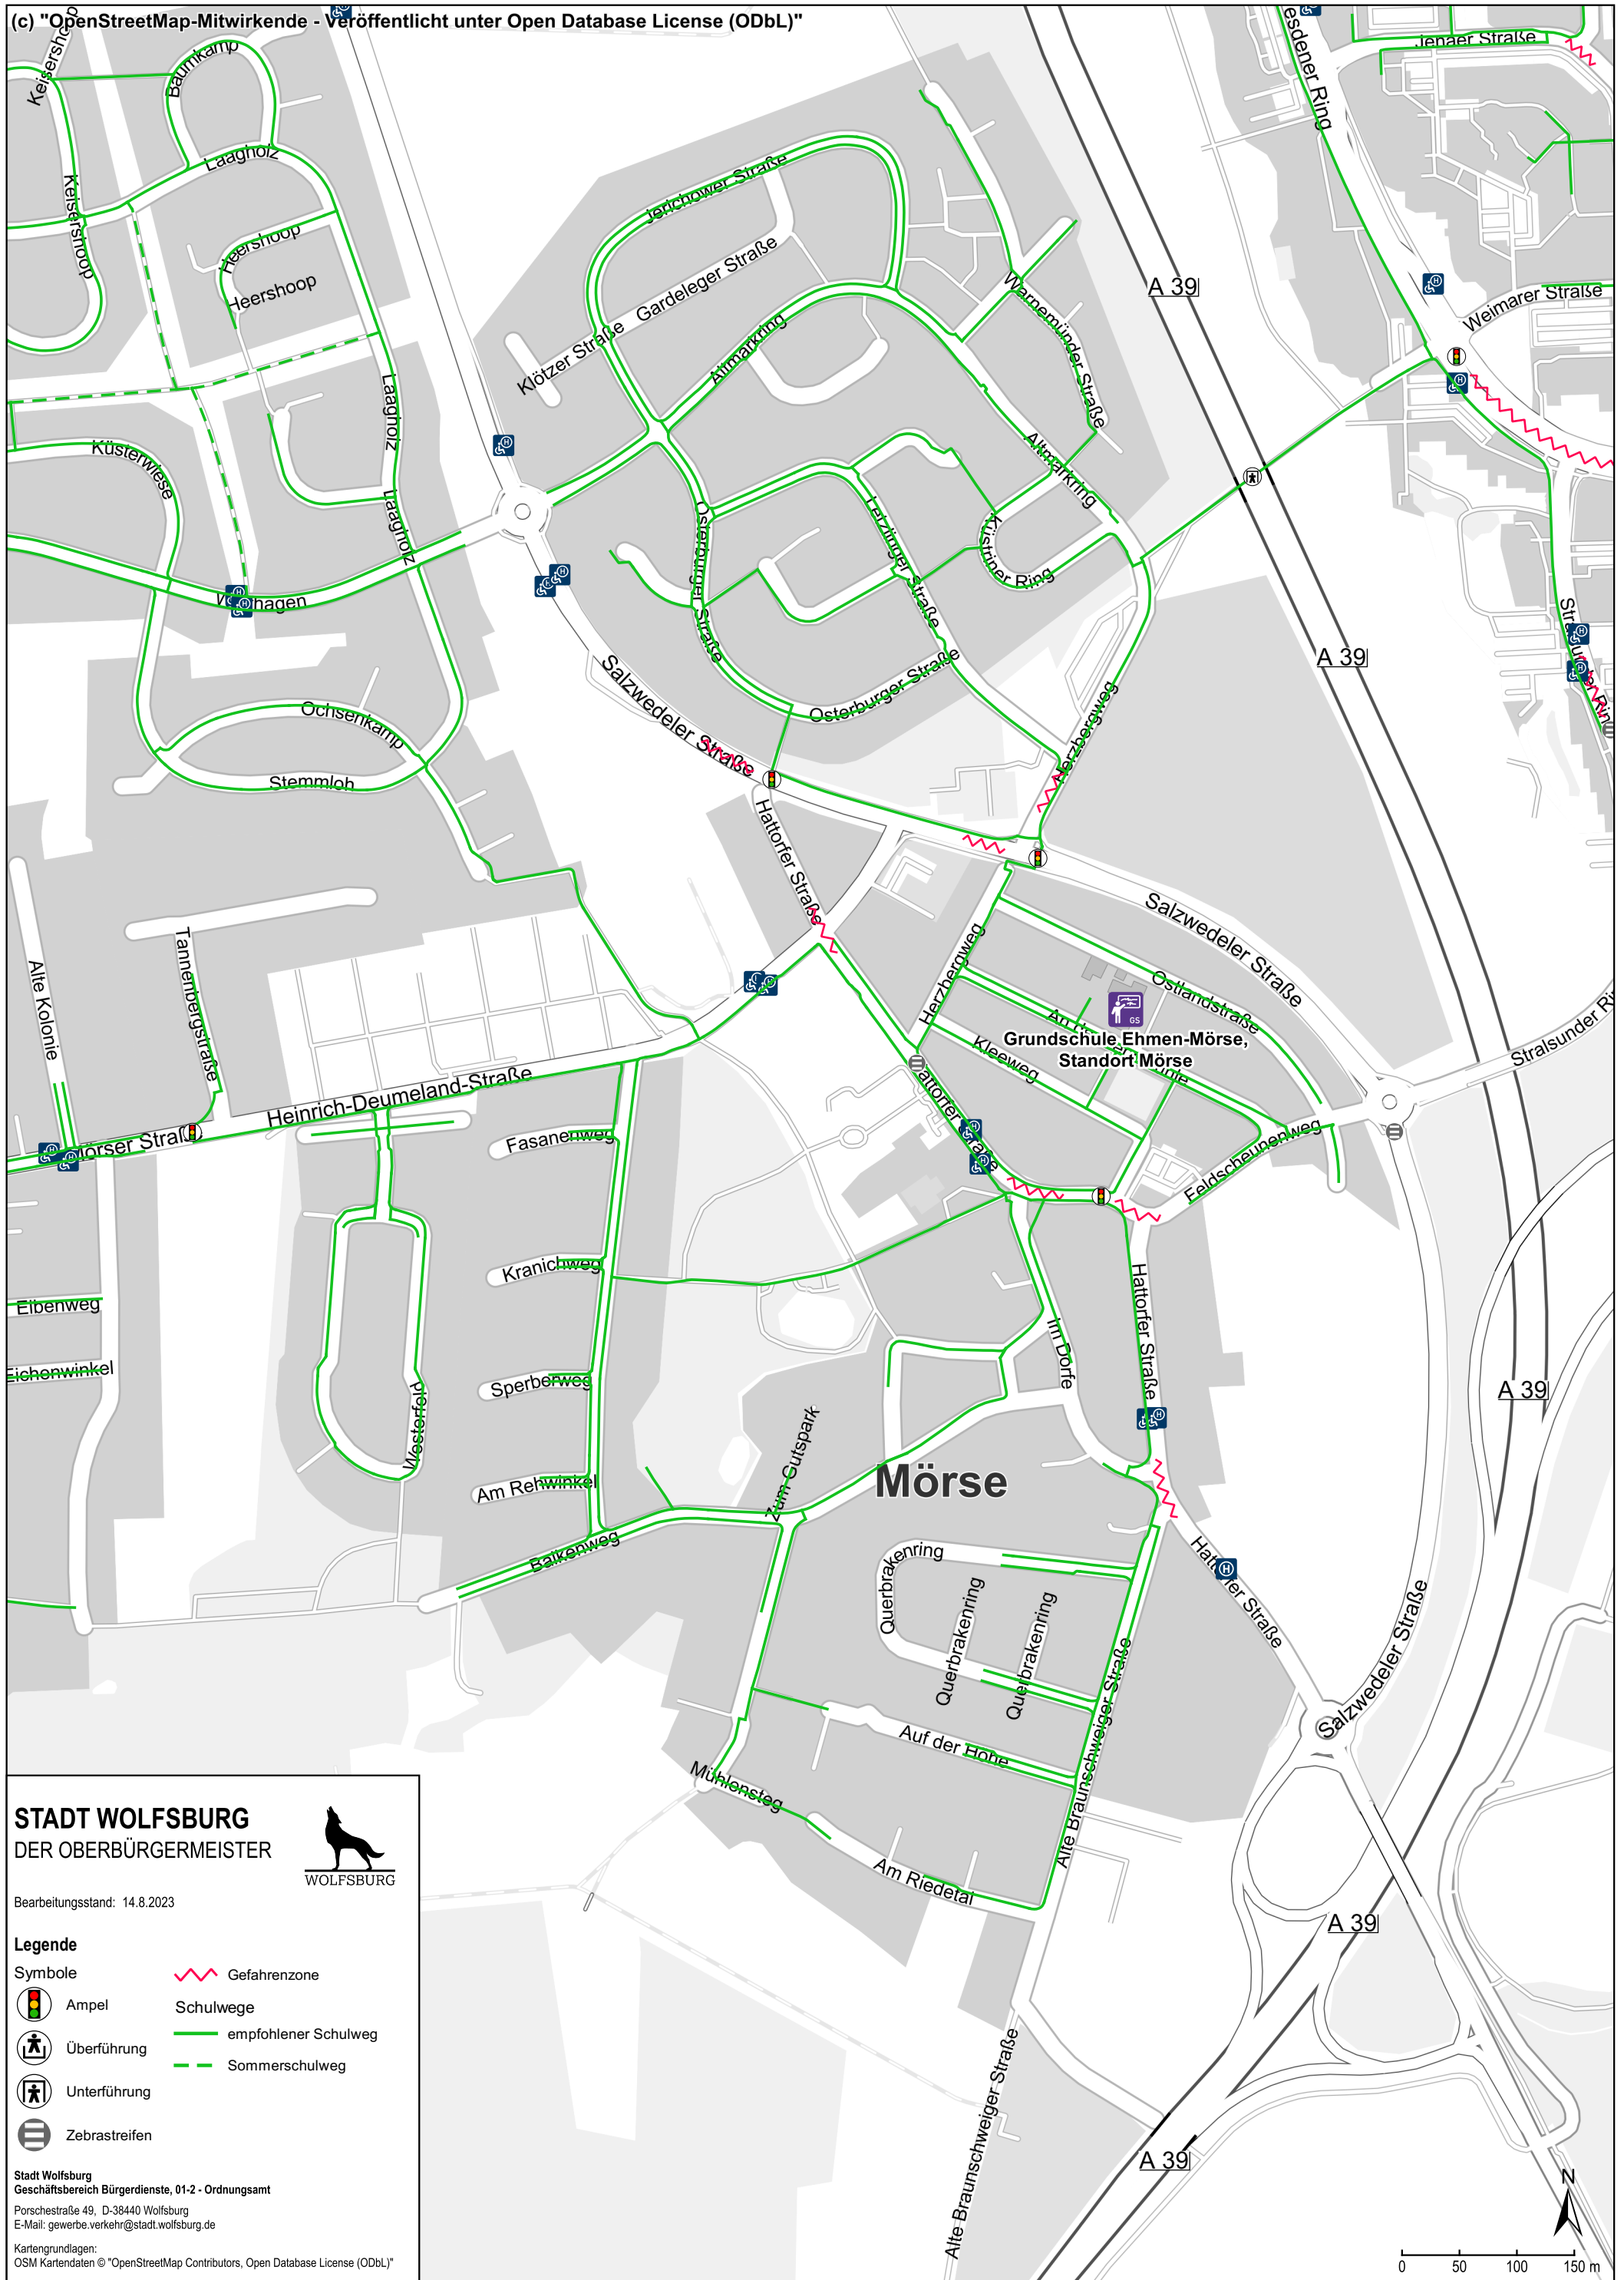 (c) "OpenStreetMap-Mitwirkende - Veröffentlicht unter Open Database License (ODbL)"
Keisershoop
Baumkamp
Jenaer Straße
Laagholz
Jerichower Straße
Keisershoop
Heershoop
Gardeleger Straße
Heershoop
A 39
Warnemünder Straße
Weimarer Straße
Klötzer Straße
Altmarkring
Laagholz
Küsterwiese
Altmarkring
Laagholz
Osterburger Straße
Küstriner Ring
A 39
Salzwedeler Straße
Osterburger Straße
Herzbergweg
Ochsenkamp
Stemmloh
Hattorfer Straße
Salzwedeler Straße
Herzbergweg
Tannenbergstraße
Alte Kolonie
Ostlandstraße
Grundschule Ehmen-Mörse,
Standort Mörse
GS
Kleeweg
Heinrich-Deumeland-Straße
Fasanenweg
Feldscheunenweg
Kranichweg
Hattorfer Straße
Eibenweg
Im Dorfe
Eichenwinkel
Sperberweg
Westerfeld
A 39
Zum Gutspark
Mörse
Am Rehwinkel
Balkenweg
Querbrakenring
Querbrakenring
Querbrakenring
Querbrakenring
Hattorfer Straße
Salzwedeler Straße
Auf der Höhe
Alte Braunschweiger Straße
Mühlensteg
Am Riedetal
A 39
Alte Braunschweiger Straße
A 39
STADT WOLFSBURG
DER OBERBÜRGERMEISTER
WOLFSBURG
Bearbeitungsstand: 14.8.2023
Legende
Symbole
Ampel
Überführung
Unterführung
Zebrastreifen
Gefahrenzone
Schulwege
empfohlener Schulweg
Sommerschulweg
Stadt Wolfsburg
Geschäftsbereich Bürgerdienste, 01-2 - Ordnungsamt
Porschestraße 49, D-38440 Wolfsburg
E-Mail: gewerbe.verkehr@stadt.wolfsburg.de
Kartengrundlagen:
OSM Kartendaten © "OpenStreetMap Contributors, Open Database License (ODbL)"
N
0 50 100 150 m